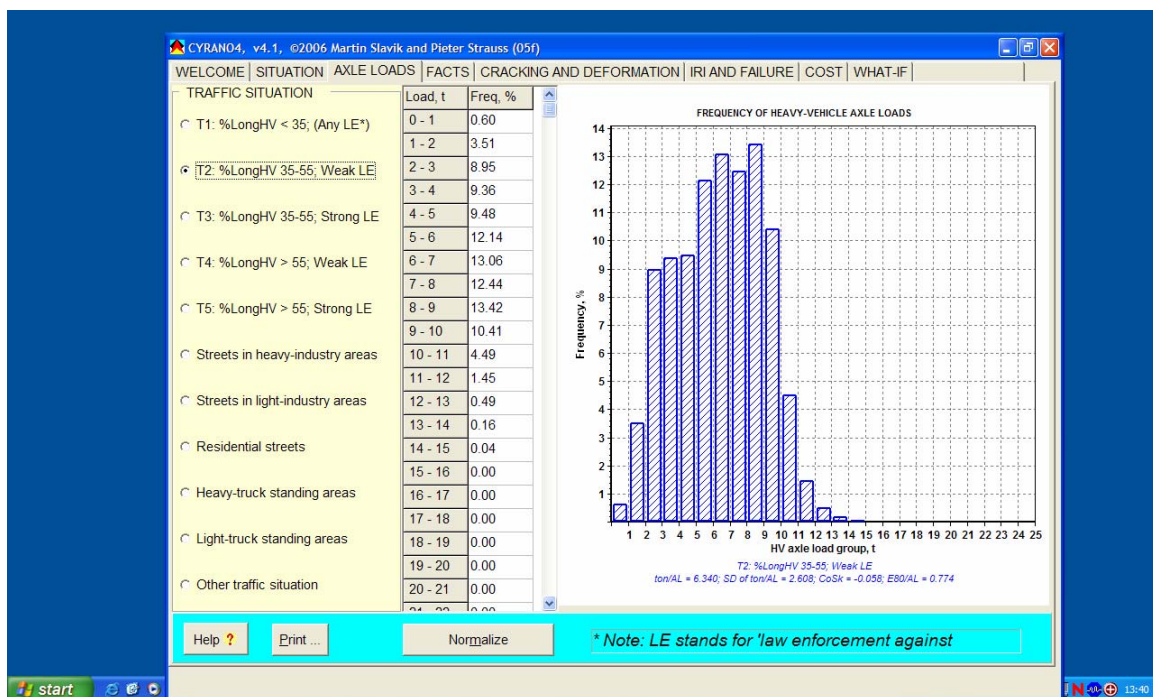 CYRANO4, v4.1, ©2006 Martin Slavik and Pieter Strauss (05f)
WELCOME SITUATION AXLE LOADS FACTS CRACKING AND DEFORMATION IRI AND FAILURE COST WHAT-IF
TRAFFIC SITUATION
T1: %LongHV < 35; (Any LE*)
T2: %LongHV 35-55; Weak LE
T3: %LongHV 35-55; Strong LE
T4: %LongHV > 55; Weak LE
T5: %LongHV > 55; Strong LE
Streets in heavy-industry areas
Streets in light-industry areas
Residential streets
Heavy-truck standing areas
Light-truck standing areas
Other traffic situation
Load, t Freq, %
0 - 1 0.60
1 - 2 3.51
2 - 3 8.95
3 - 4 9.36
4 - 5 9.48
5 - 6 12.14
6 - 7 13.06
7 - 8 12.44
8 - 9 13.42
9 - 10 10.41
10 - 11 4.49
11 - 12 1.45
12 - 13 0.49
13 - 14 0.16
14 - 15 0.04
15 - 16 0.00
16 - 17 0.00
17 - 18 0.00
18 - 19 0.00
19 - 20 0.00
20 - 21 0.00
FREQUENCY OF HEAVY-VEHICLE AXLE LOADS
14
13
12
11
10
9
8
7
6
5
4
3
2
1
Frequency, %
1 2 3 4 5 6 7 8 9 10 11 12 13 14 15 16 17 18 19 20 21 22 23 24 25
HV axle load group, t
T2: %LongHV 35-55; Weak LE
ton/AL = 6.340; SD of ton/AL = 2.608; CoSk = -0.058; E80/AL = 0.774
Help ? Print ... Normalize * Note: LE stands for 'law enforcement against
start 13:40